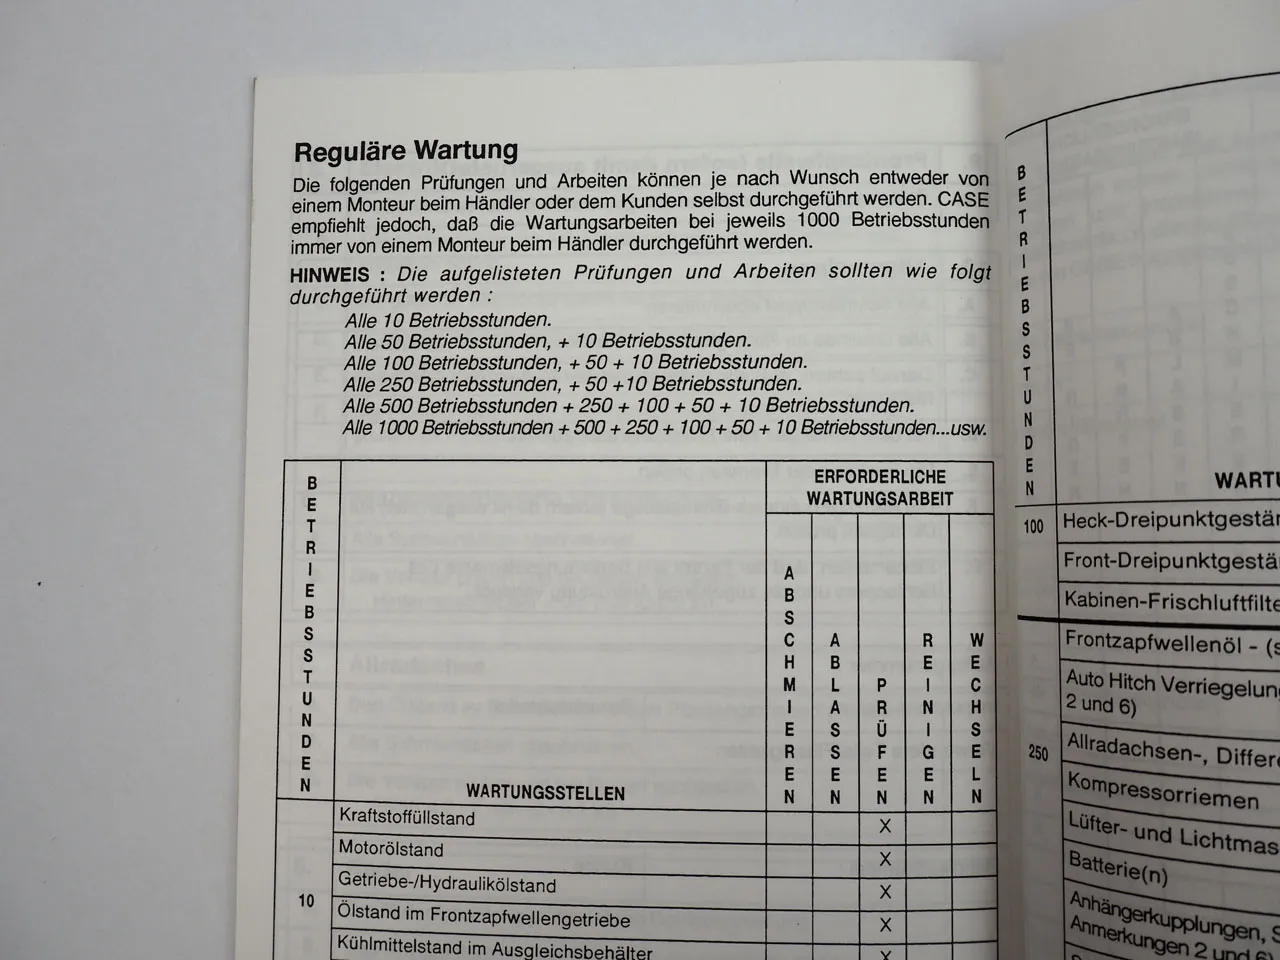 Reguläre Wartung
Die folgenden Prüfungen und Arbeiten können je nach Wunsch entweder von
einem Monteur beim Händler oder dem Kunden selbst durchgeführt werden. CASE
empfiehlt jedoch, daß die Wartungsarbeiten bei jeweils 1000 Betriebsstunden
immer von einem Monteur beim Händler durchgeführt werden.
HINWEIS : Die aufgelisteten Prüfungen und Arbeiten sollten wie folgt
durchgeführt werden :
Alle 10 Betriebsstunden.
Alle 50 Betriebsstunden, + 10 Betriebsstunden.
Alle 100 Betriebsstunden, + 50 + 10 Betriebsstunden.
Alle 250 Betriebsstunden, + 50 +10 Betriebsstunden.
Alle 500 Betriebsstunden + 250 + 100 + 50 + 10 Betriebsstunden.
Alle 1000 Betriebsstunden + 500 + 250 + 100 + 50 + 10 Betriebsstunden...usw.
BETRIEBSSTUNDEN
WARTUNGSSTELLEN
ERFORDERLICHE
WARTUNGSARBEIT
ABSCHMIEREN
ABLASSEN
PRÜFEN
REINIGEN
WECHSELN
10
Kraftstoffüllstand X
Motorölstand X
Getriebe-/Hydraulikölstand X
Ölstand im Frontzapfwellengetriebe X
Kühlmittelstand im Ausgleichsbehälter X
BETRIEBSSTUNDEN
WARTU
100
Heck-Dreipunktgestän
Front-Dreipunktgestä
Kabinen-Frischluftfilte
250
Frontzapfwellenöl - (s
Auto Hitch Verriegelung
2 und 6)
Allradachsen-, Differe
Kompressorriemen
Lüfter- und Lichtmas
Batterie(n)
Anhängerkupplungen, S
Anmerkungen 2 und 6)